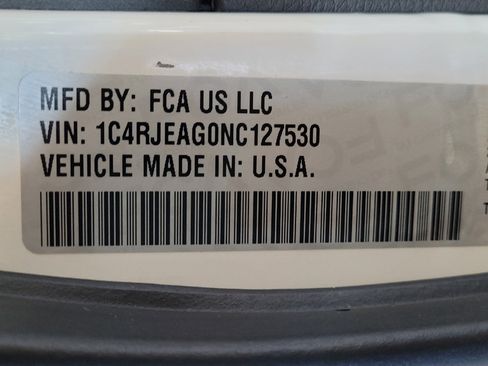 MFD BY: FCA US LLC
VIN: 1C4RJEAG0NC127530
VEHICLE MADE IN: U.S.A.